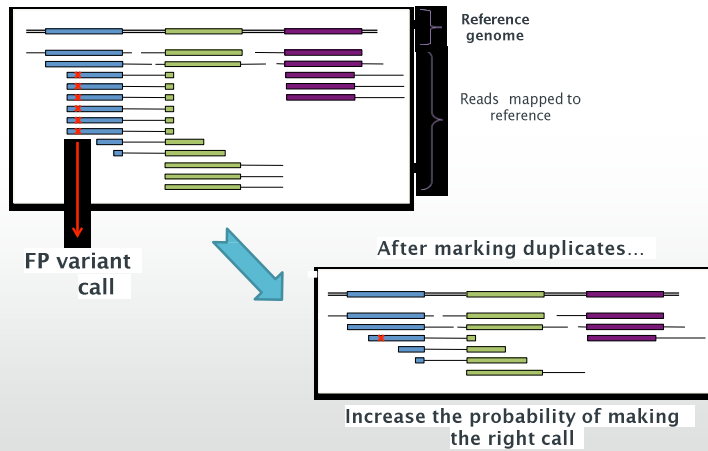 Reference
genome
Reads mapped to
reference
FP variant
call
After marking duplicates...
Increase the probability of making
the right call